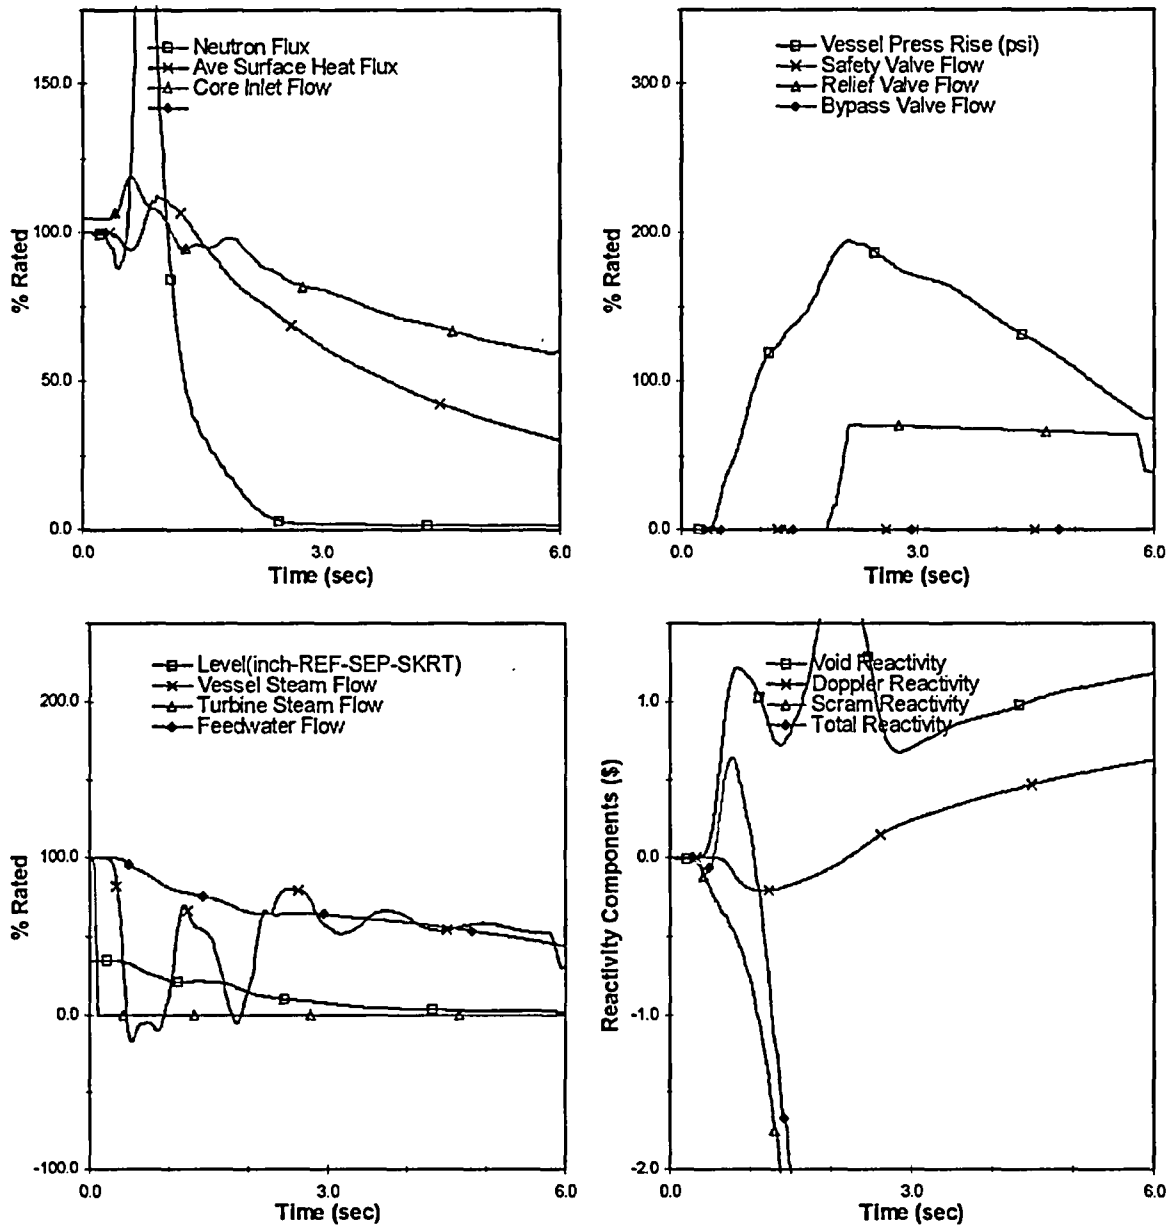 Neutron Flux
Ave Surface Heat Flux
Core Inlet Flow
150.0
100.0
50.0
0.0
% Rated
0.0
3.0
6.0
Time (sec)
Vessel Press Rise (psi)
Safety Valve Flow
Relief Valve Flow
Bypass Valve Flow
300.0
200.0
100.0
0.0
% Rated
0.0
3.0
6.0
Time (sec)
Level(inch-REF-SEP-SKRT)
Vessel Steam Flow
Turbine Steam Flow
Feedwater Flow
200.0
100.0
0.0
-100.0
% Rated
0.0
3.0
6.0
Time (sec)
Void Reactivity
Doppler Reactivity
Scram Reactivity
Total Reactivity
1.0
0.0
-1.0
-2.0
Reactivity Components ($)
0.0
3.0
6.0
Time (sec)